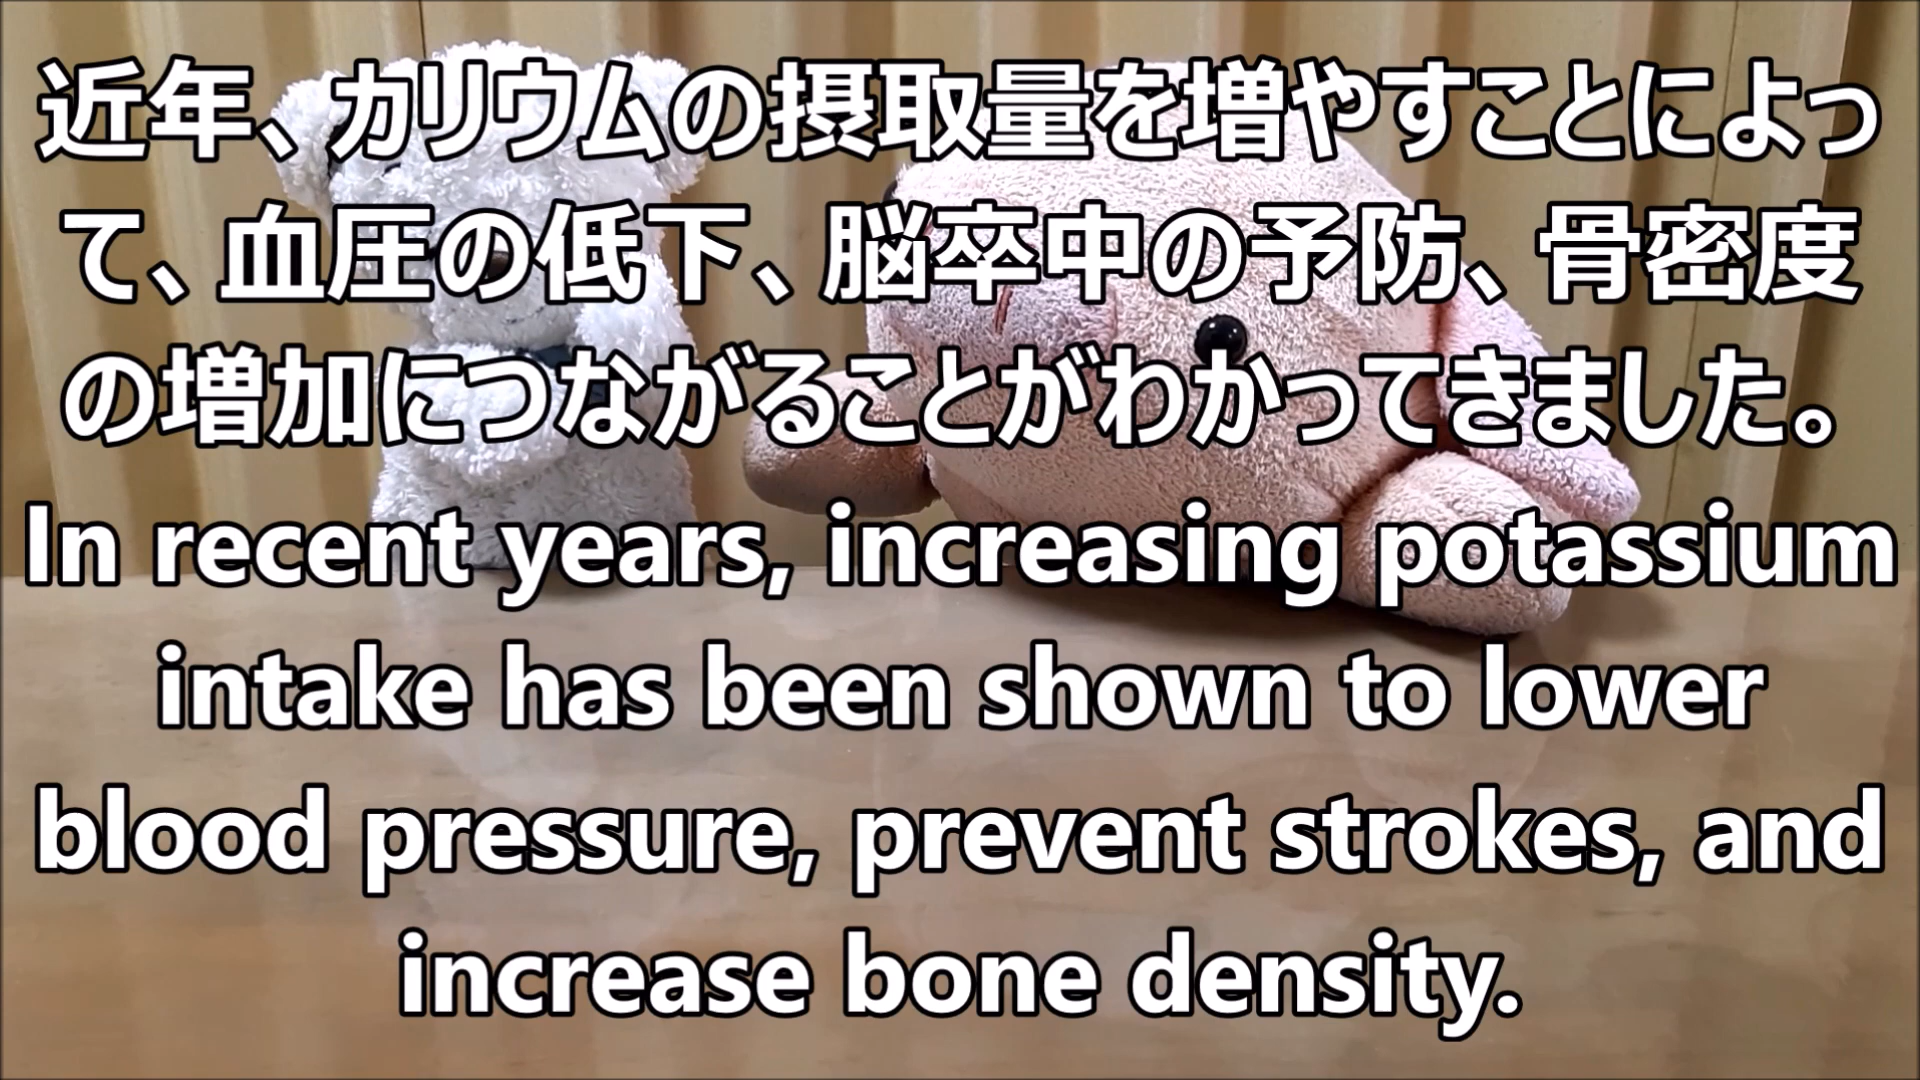 近年、カリウムの摂取量を増やすことによっ
て、血圧の低下、脳卒中の予防、骨密度
の増加につながることがわかってきました。
In recent years, increasing potassium
intake has been shown to lower
blood pressure, prevent strokes, and
increase bone density.